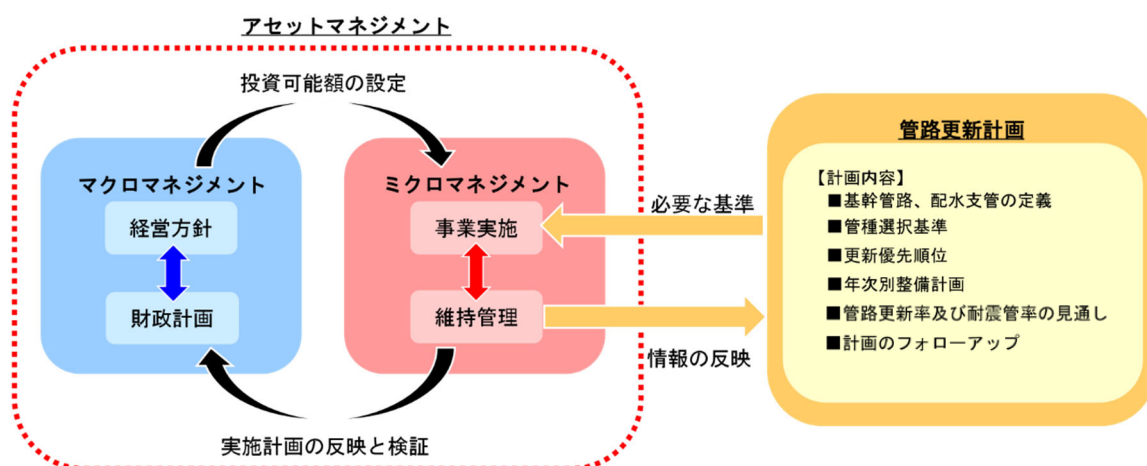 アセットマネジメント
投資可能額の設定
マクロマネジメント
経営方針
財政計画
ミクロマネジメント
事業実施
維持管理
実施計画の反映と検証
必要な基準
情報の反映
管路更新計画
【計画内容】
■基幹管路、配水支管の定義
■管種選択基準
■更新優先順位
■年次別整備計画
■管路更新率及び耐震管率の見通し
■計画のフォローアップ